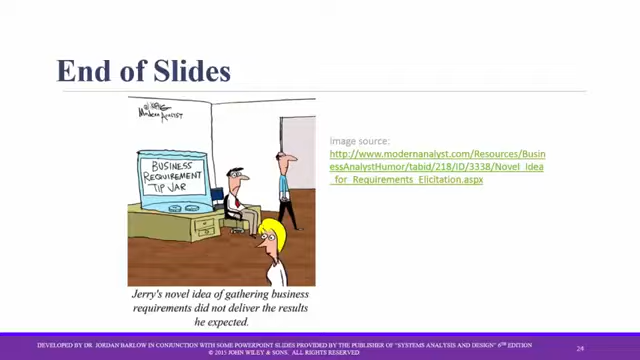 End of Slides
Modern Analyst
BUSINESS
REQUIREMENT
TIP JAR
Image source:
http://www.modernanalyst.com/Resources/Busin
essAnalystHumor/tabid/218/ID/3338/Novel_Idea
_for_Requirements_Elicitation.aspx
Jerry's novel idea of gathering business
requirements did not deliver the results
he expected.
DEVELOPED BY DR. JORDAN BARLOW IN CONJUNCTION WITH SOME POWERPOINT SLIDES PROVIDED BY THE PUBLISHER OF "SYSTEMS ANALYSIS AND DESIGN" 6TH EDITION
© 2015 JOHN WILEY & SONS. ALL RIGHTS RESERVED
24